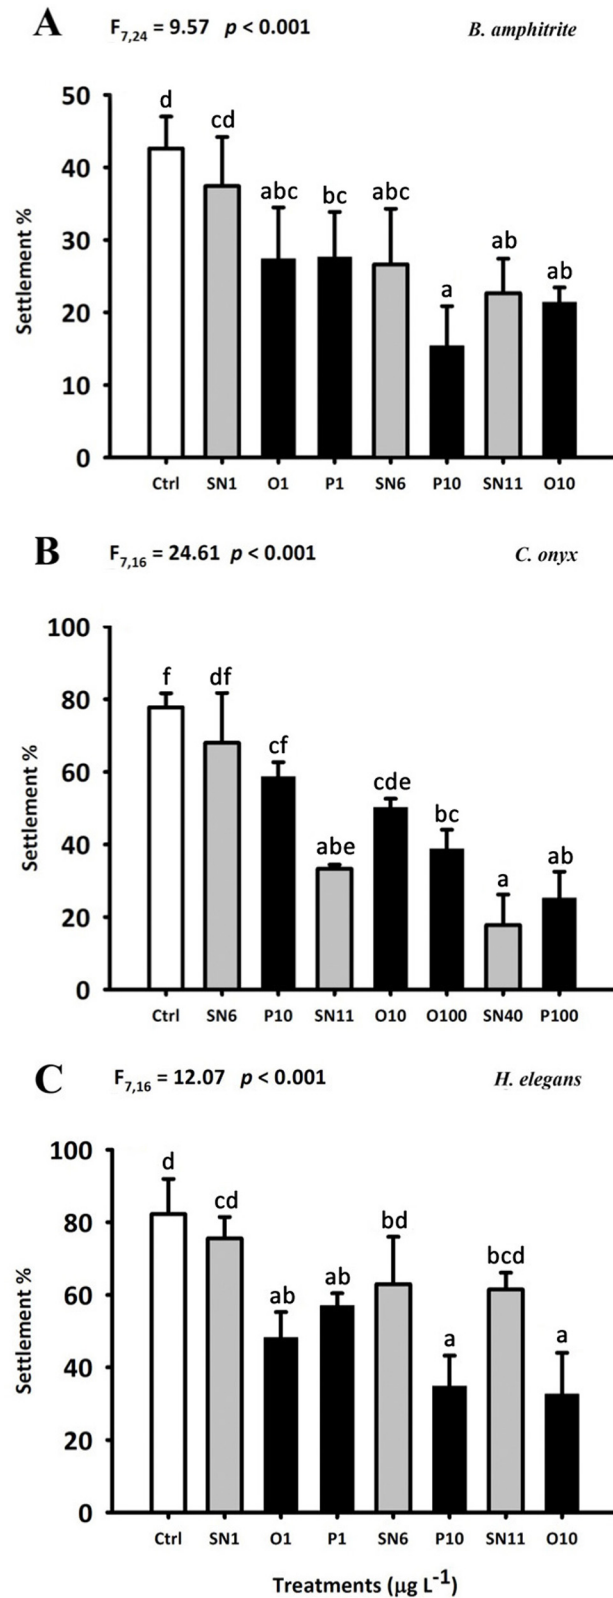 A F7,24 = 9.57 p < 0.001 B. amphitrite
50
d
cd
40
abc
bc
abc
30
ab
ab
a
20
10
0
Settlement %
Ctrl SN1 O1 P1 SN6 P10 SN11 O10
B F7,16 = 24.61 p < 0.001 C. onyx
100
f
df
80
cf
cde
60
bc
abe
ab
40
a
20
0
Settlement %
Ctrl SN6 P10 SN11 O10 O100 SN40 P100
C F7,16 = 12.07 p < 0.001 H. elegans
100
d
cd
80
bd
bcd
ab
ab
60
a
a
40
20
0
Settlement %
Ctrl SN1 O1 P1 SN6 P10 SN11 O10
Treatments (µg L-1)